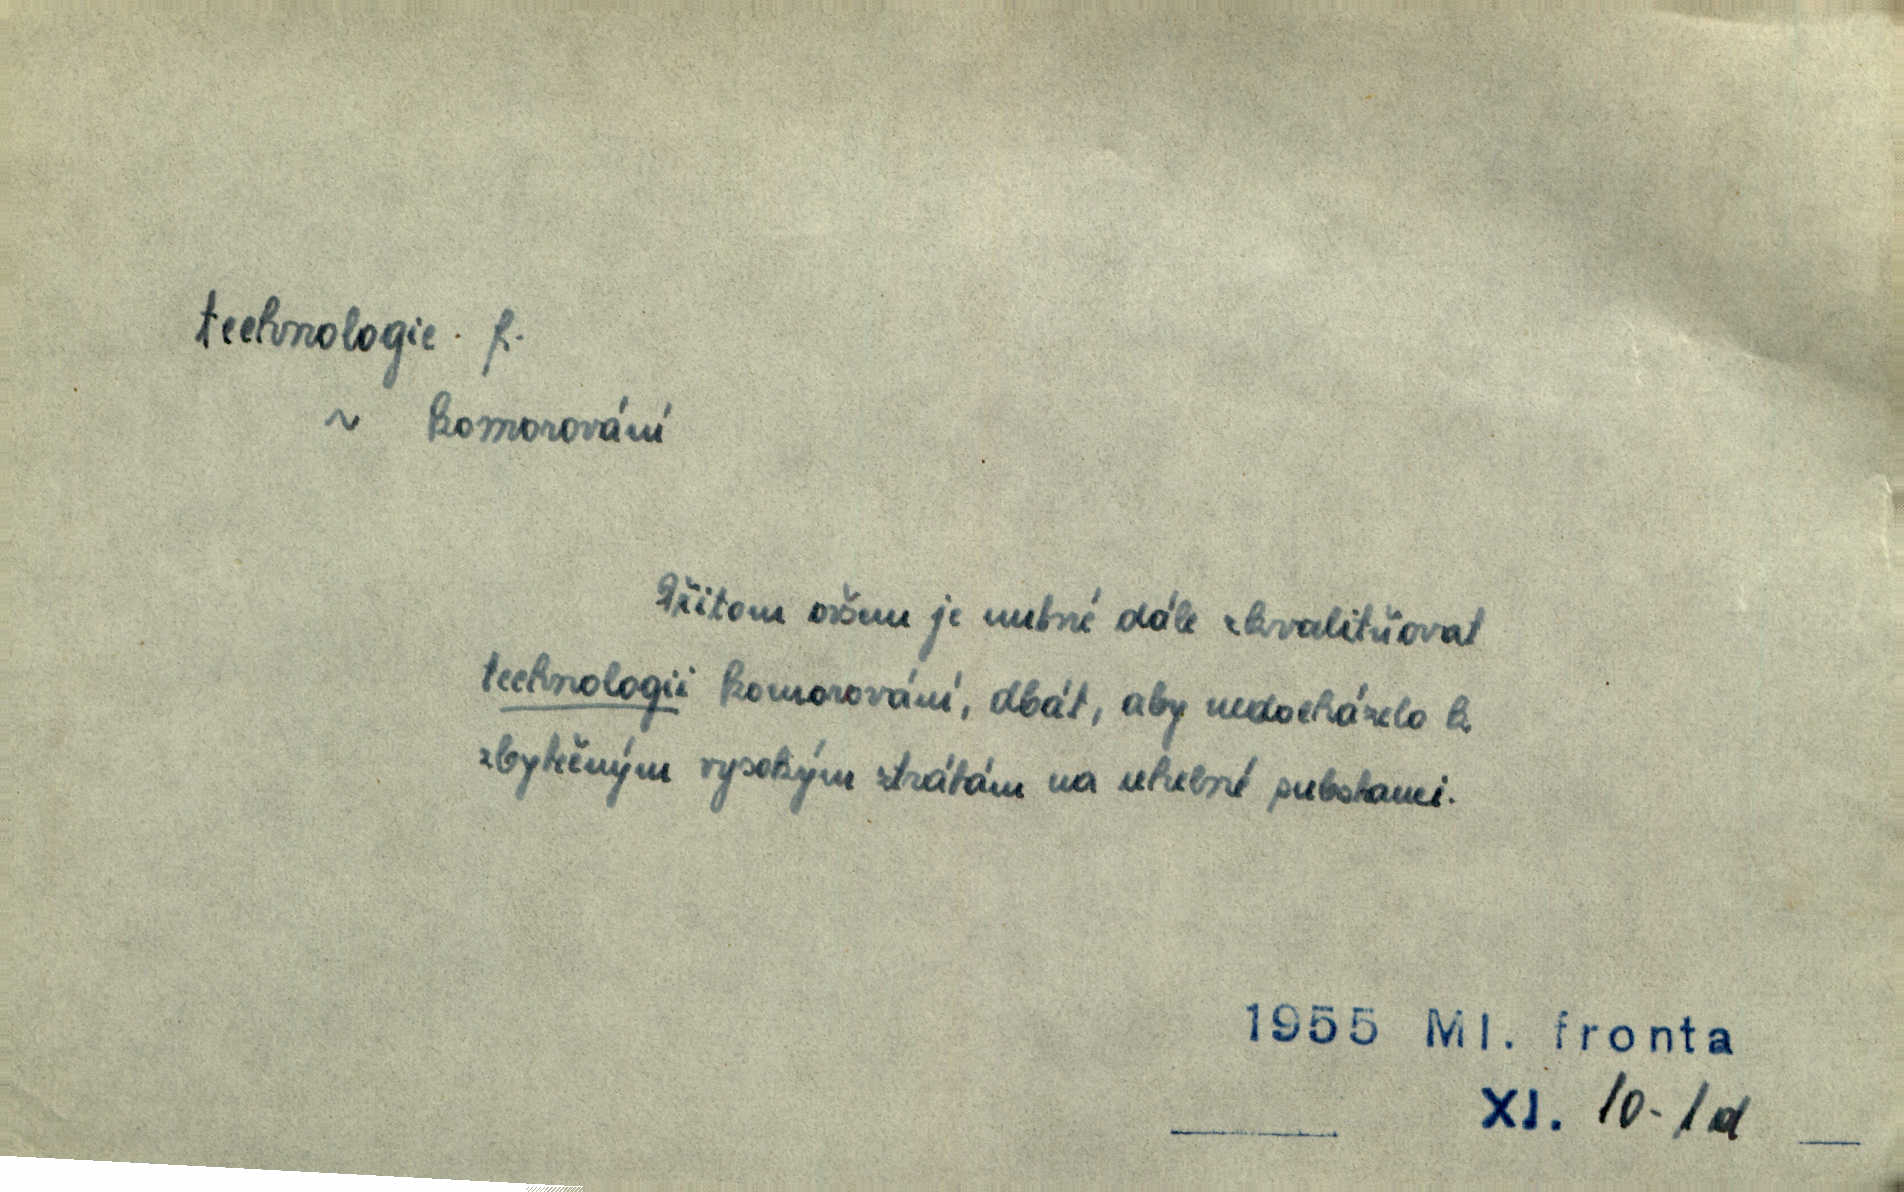 technologie. f.
~ komorování
Přitom ovšem je nutné dále zkvalitňovat
technologii komorování, dbát, aby nedocházelo k
zbytečným vysokým ztrátám na uhelné substanci.
1955 Ml. fronta
XI. 10-1d